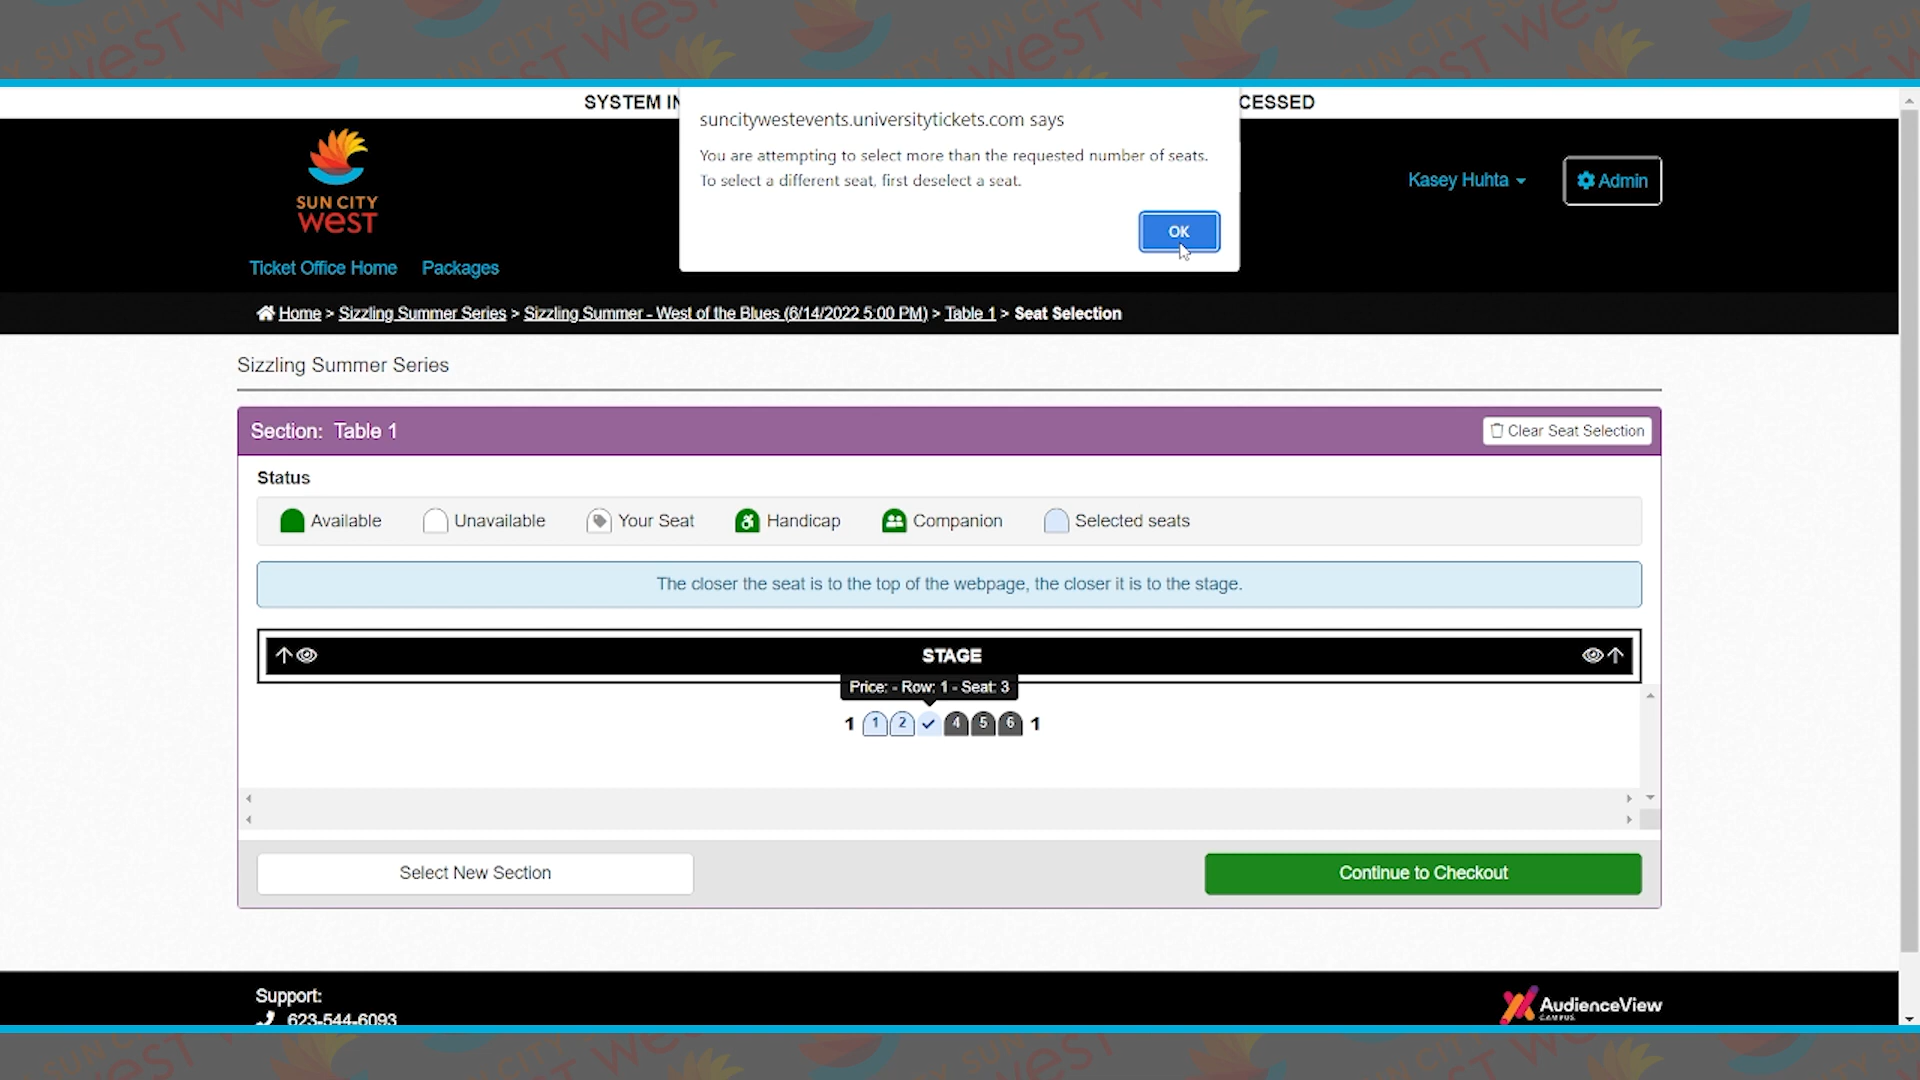 SYSTEM IN
CESSED
suncitywestevents.universitytickets.com says
You are attempting to select more than the requested number of seats.
To select a different seat, first deselect a seat.
OK
SUN CITY
WEST
Kasey Huhta
Admin
Ticket Office Home Packages
Home > Sizzling Summer Series > Sizzling Summer - West of the Blues (6/14/2022 5:00 PM) > Table 1 > Seat Selection
Sizzling Summer Series
Section: Table 1
Clear Seat Selection
Status
Available Unavailable Your Seat Handicap Companion Selected seats
The closer the seat is to the top of the webpage, the closer it is to the stage.
STAGE
Price: - Row: 1 - Seat: 3
1 1 2 4 5 6 1
Select New Section
Continue to Checkout
Support:
623-544-6093
AudienceView
CAMPUS